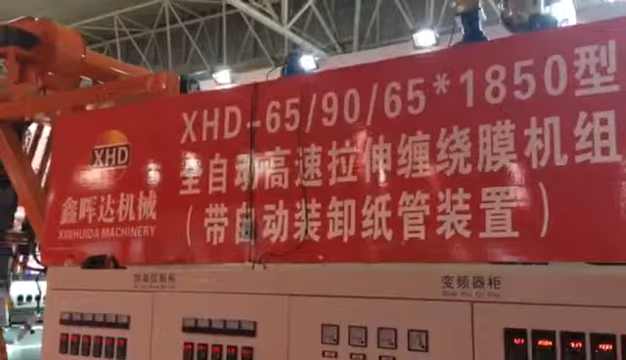 XHD-65/90/65*1850型
全自动高速拉伸缠绕膜机组
(带自动装卸纸管装置)
XHD
鑫晖达机械
XINHUIDA MACHINERY
变频器柜